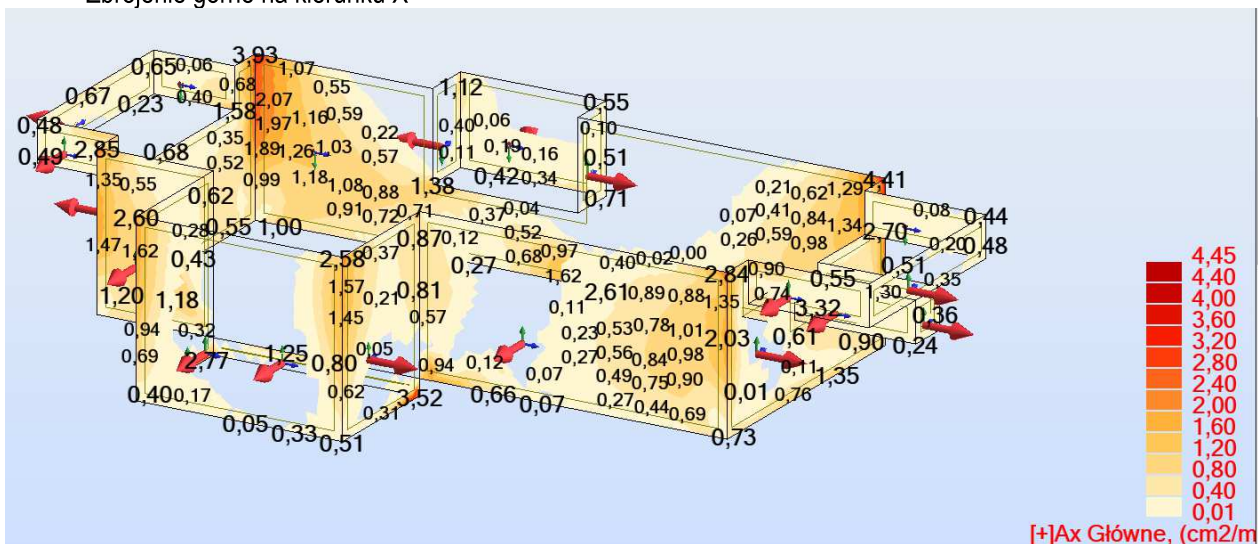 Zbrojenie górne na kierunku X
3,93
0,65 0,06 1,07
0,67 0,23 0,40 0,68 0,55 1,12 0,55
0,48 1,58 2,07 1,16 0,59 0,40 0,06 0,10
0,49 2,85 0,68 0,35 1,97 0,22 0,11 0,19 0,16 0,51
1,35 0,55 0,52 1,89 1,26 1,03 0,57 0,42 0,34 0,71
0,62 0,99 1,18 1,08 0,88 1,38 0,21 0,62 1,29 4,41
2,60 0,28 0,55 1,00 0,91 0,72 0,71 0,37 0,04 0,07 0,41 0,84 1,34 0,08 0,44
1,47 1,62 0,43 2,58 0,37 0,87 0,12 0,52 0,26 0,59 0,98 2,70 0,20 0,48
0,27 0,68 0,97 0,40 0,02 0,00 2,84 0,90 0,55 0,51 0,35
1,20 1,18 1,57 0,21 0,81 1,62 2,61 0,89 0,88 1,35 0,74 3,32 1,30
0,94 0,32 1,45 0,57 0,11 0,36
0,69 2,77 1,25 0,80 0,05 0,23 0,53 0,78 1,01 2,03 0,61 0,90 0,24
0,94 0,12 0,07 0,27 0,56 0,84 0,98 0,11 1,35
0,40 0,17 0,62 3,52 0,66 0,07 0,49 0,75 0,90 0,01 0,76
0,05 0,33 0,51 0,31 0,27 0,44 0,69 0,73
4,45
4,40
4,00
3,60
3,20
2,80
2,40
2,00
1,60
1,20
0,80
0,40
0,01
[+]Ax Główne, (cm2/m